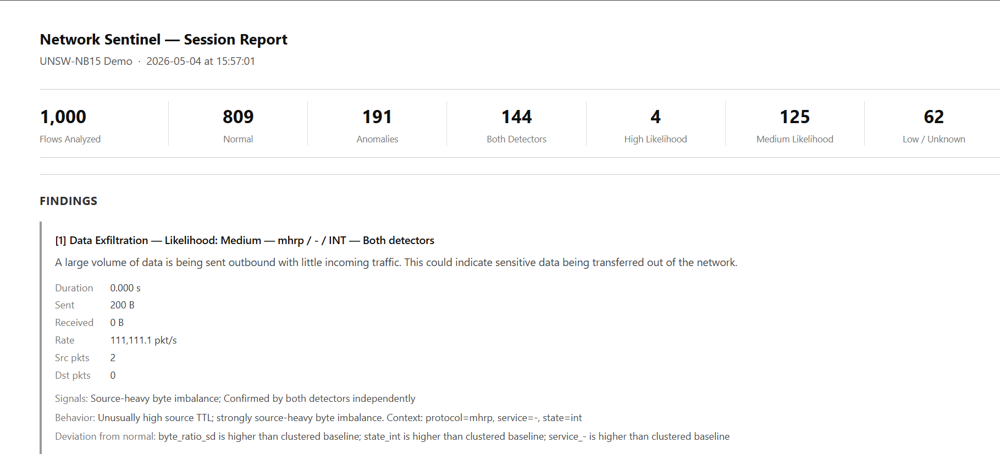 Network Sentinel — Session Report
UNSW-NB15 Demo · 2026-05-04 at 15:57:01
1,000
Flows Analyzed
809
Normal
191
Anomalies
144
Both Detectors
4
High Likelihood
125
Medium Likelihood
62
Low / Unknown
FINDINGS
[1] Data Exfiltration — Likelihood: Medium — mhrp / - / INT — Both detectors
A large volume of data is being sent outbound with little incoming traffic. This could indicate sensitive data being transferred out of the network.
Duration 0.000 s
Sent 200 B
Received 0 B
Rate 111,111.1 pkt/s
Src pkts 2
Dst pkts 0
Signals: Source-heavy byte imbalance; Confirmed by both detectors independently
Behavior: Unusually high source TTL; strongly source-heavy byte imbalance. Context: protocol=mhrp, service=-, state=int
Deviation from normal: byte_ratio_sd is higher than clustered baseline; state_int is higher than clustered baseline; service_- is higher than clustered baseline